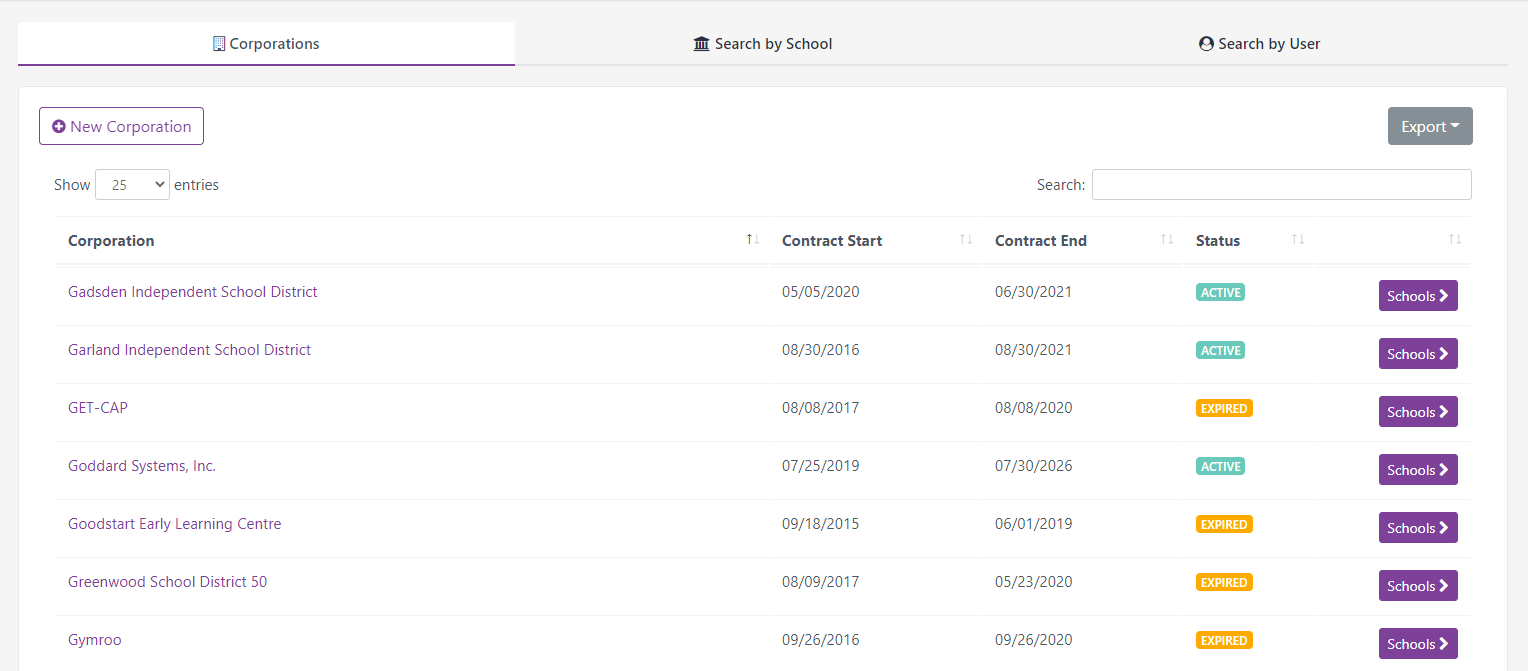 Corporations Search by School Search by User
New Corporation Export
Show 25 entries Search:
Corporation Contract Start Contract End Status
Gadsden Independent School District 05/05/2020 06/30/2021 ACTIVE Schools
Garland Independent School District 08/30/2016 08/30/2021 ACTIVE Schools
GET-CAP 08/08/2017 08/08/2020 EXPIRED Schools
Goddard Systems, Inc. 07/25/2019 07/30/2026 ACTIVE Schools
Goodstart Early Learning Centre 09/18/2015 06/01/2019 EXPIRED Schools
Greenwood School District 50 08/09/2017 05/23/2020 EXPIRED Schools
Gymroo 09/26/2016 09/26/2020 EXPIRED Schools